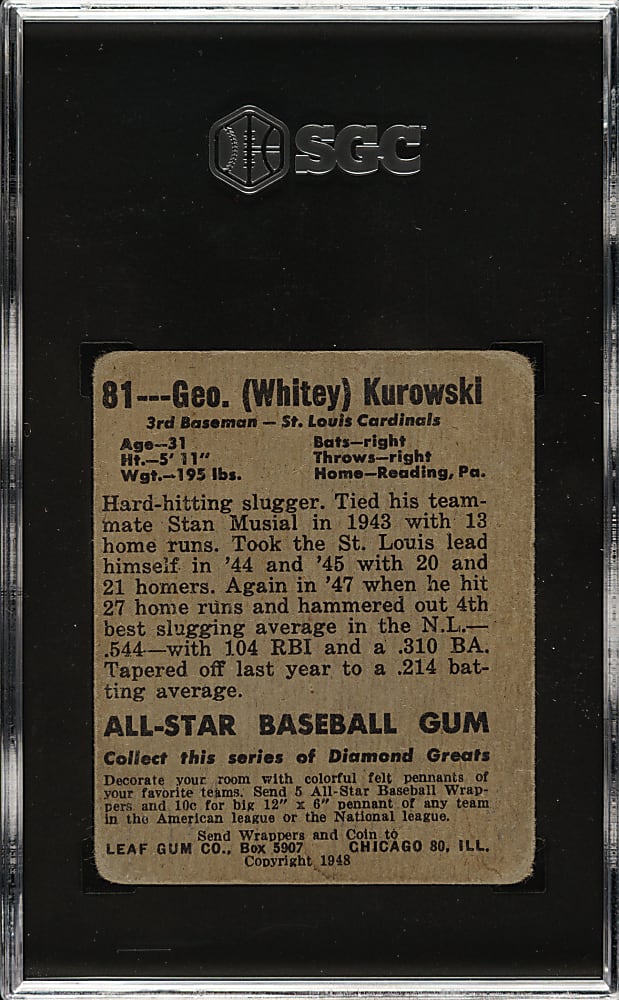 SGC
81---Geo. (Whitey) Kurowski
3rd Baseman — St. Louis Cardinals
Age—31 Bats—right
Ht.—5' 11" Throws—right
Wgt.—195 lbs. Home—Reading, Pa.
Hard-hitting slugger. Tied his team-
mate Stan Musial in 1943 with 13
home runs. Took the St. Louis lead
himself in '44 and '45 with 20 and
21 homers. Again in '47 when he hit
27 home runs and hammered out 4th
best slugging average in the N.L.—
.544—with 104 RBI and a .310 BA.
Tapered off last year to a .214 bat-
ting average.
ALL-STAR BASEBALL GUM
Collect this series of Diamond Greats
Decorate your room with colorful felt pennants of
your favorite teams. Send 5 All-Star Baseball Wrap-
pers and 10c for big 12" x 6" pennant of any team
in the American league or the National league.
Send Wrappers and Coin to
LEAF GUM CO., Box 5907 CHICAGO 80, ILL.
Copyright 1948